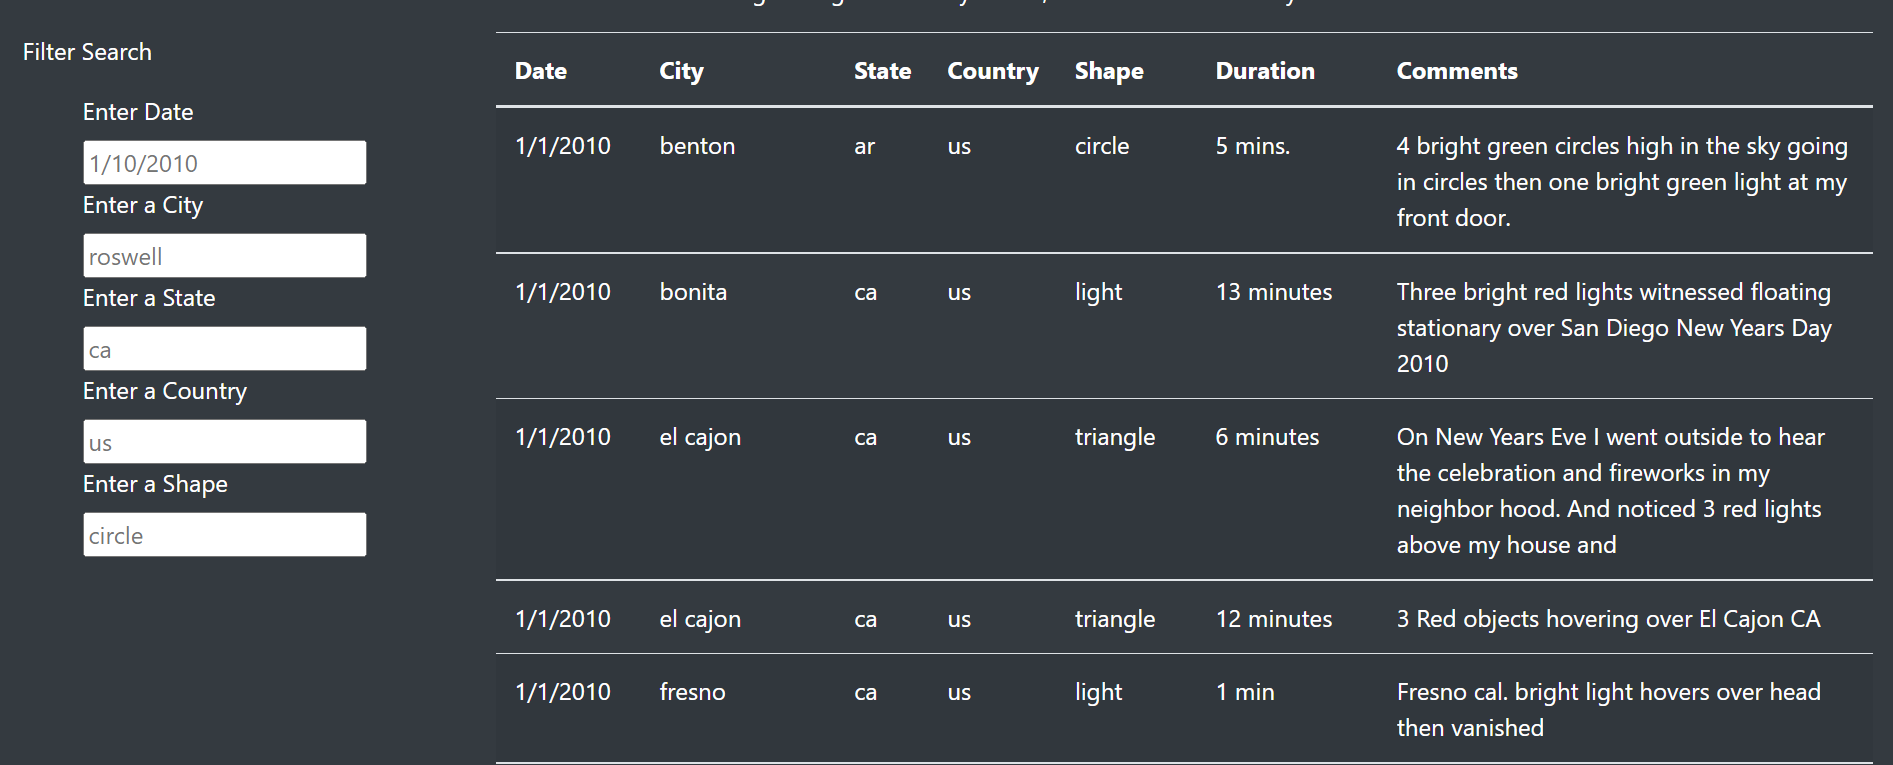 Filter Search
Enter Date
1/10/2010
Enter a City
roswell
Enter a State
ca
Enter a Country
us
Enter a Shape
circle
Date City State Country Shape Duration Comments
1/1/2010 benton ar us circle 5 mins. 4 bright green circles high in the sky going
in circles then one bright green light at my
front door.
1/1/2010 bonita ca us light 13 minutes Three bright red lights witnessed floating
stationary over San Diego New Years Day
2010
1/1/2010 el cajon ca us triangle 6 minutes On New Years Eve I went outside to hear
the celebration and fireworks in my
neighbor hood. And noticed 3 red lights
above my house and
1/1/2010 el cajon ca us triangle 12 minutes 3 Red objects hovering over El Cajon CA
1/1/2010 fresno ca us light 1 min Fresno cal. bright light hovers over head
then vanished